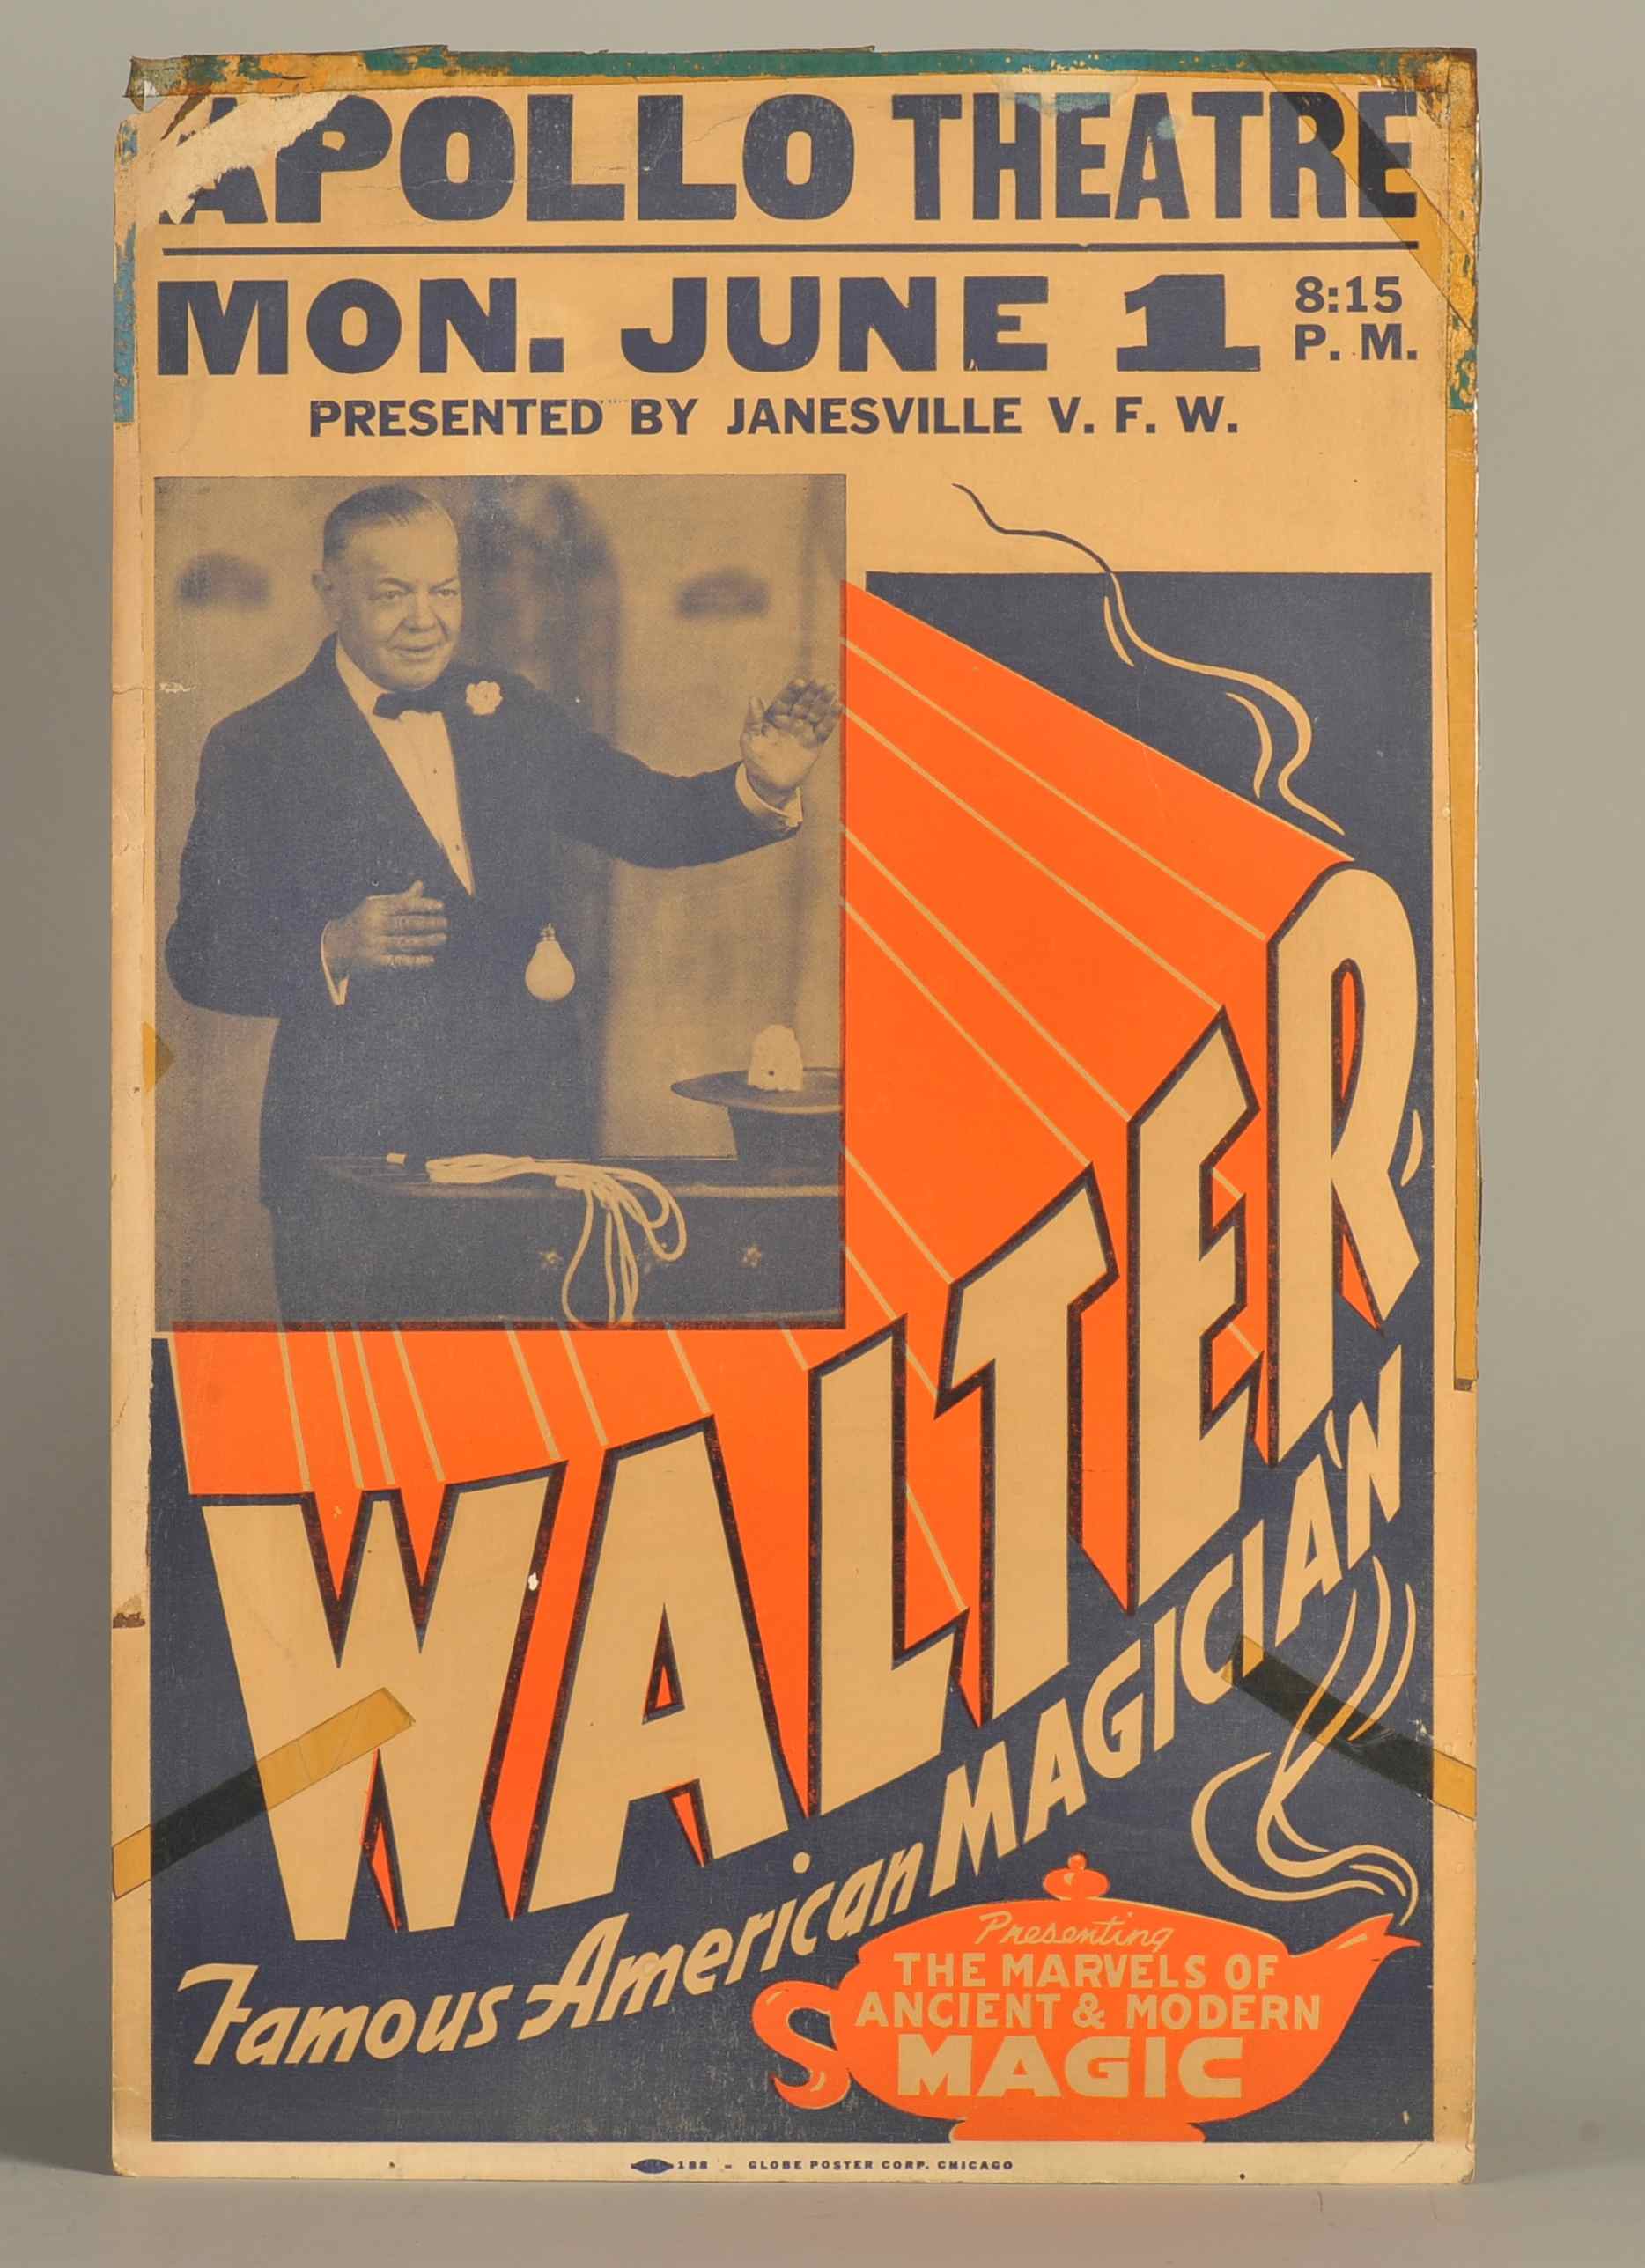 APOLLO THEATRE
MON. JUNE 1 8:15 P. M.
PRESENTED BY JANESVILLE V. F. W.
WALTER
Famous American MAGICIAN
Presenting
THE MARVELS OF
ANCIENT & MODERN
MAGIC
188 - GLOBE POSTER CORP. CHICAGO